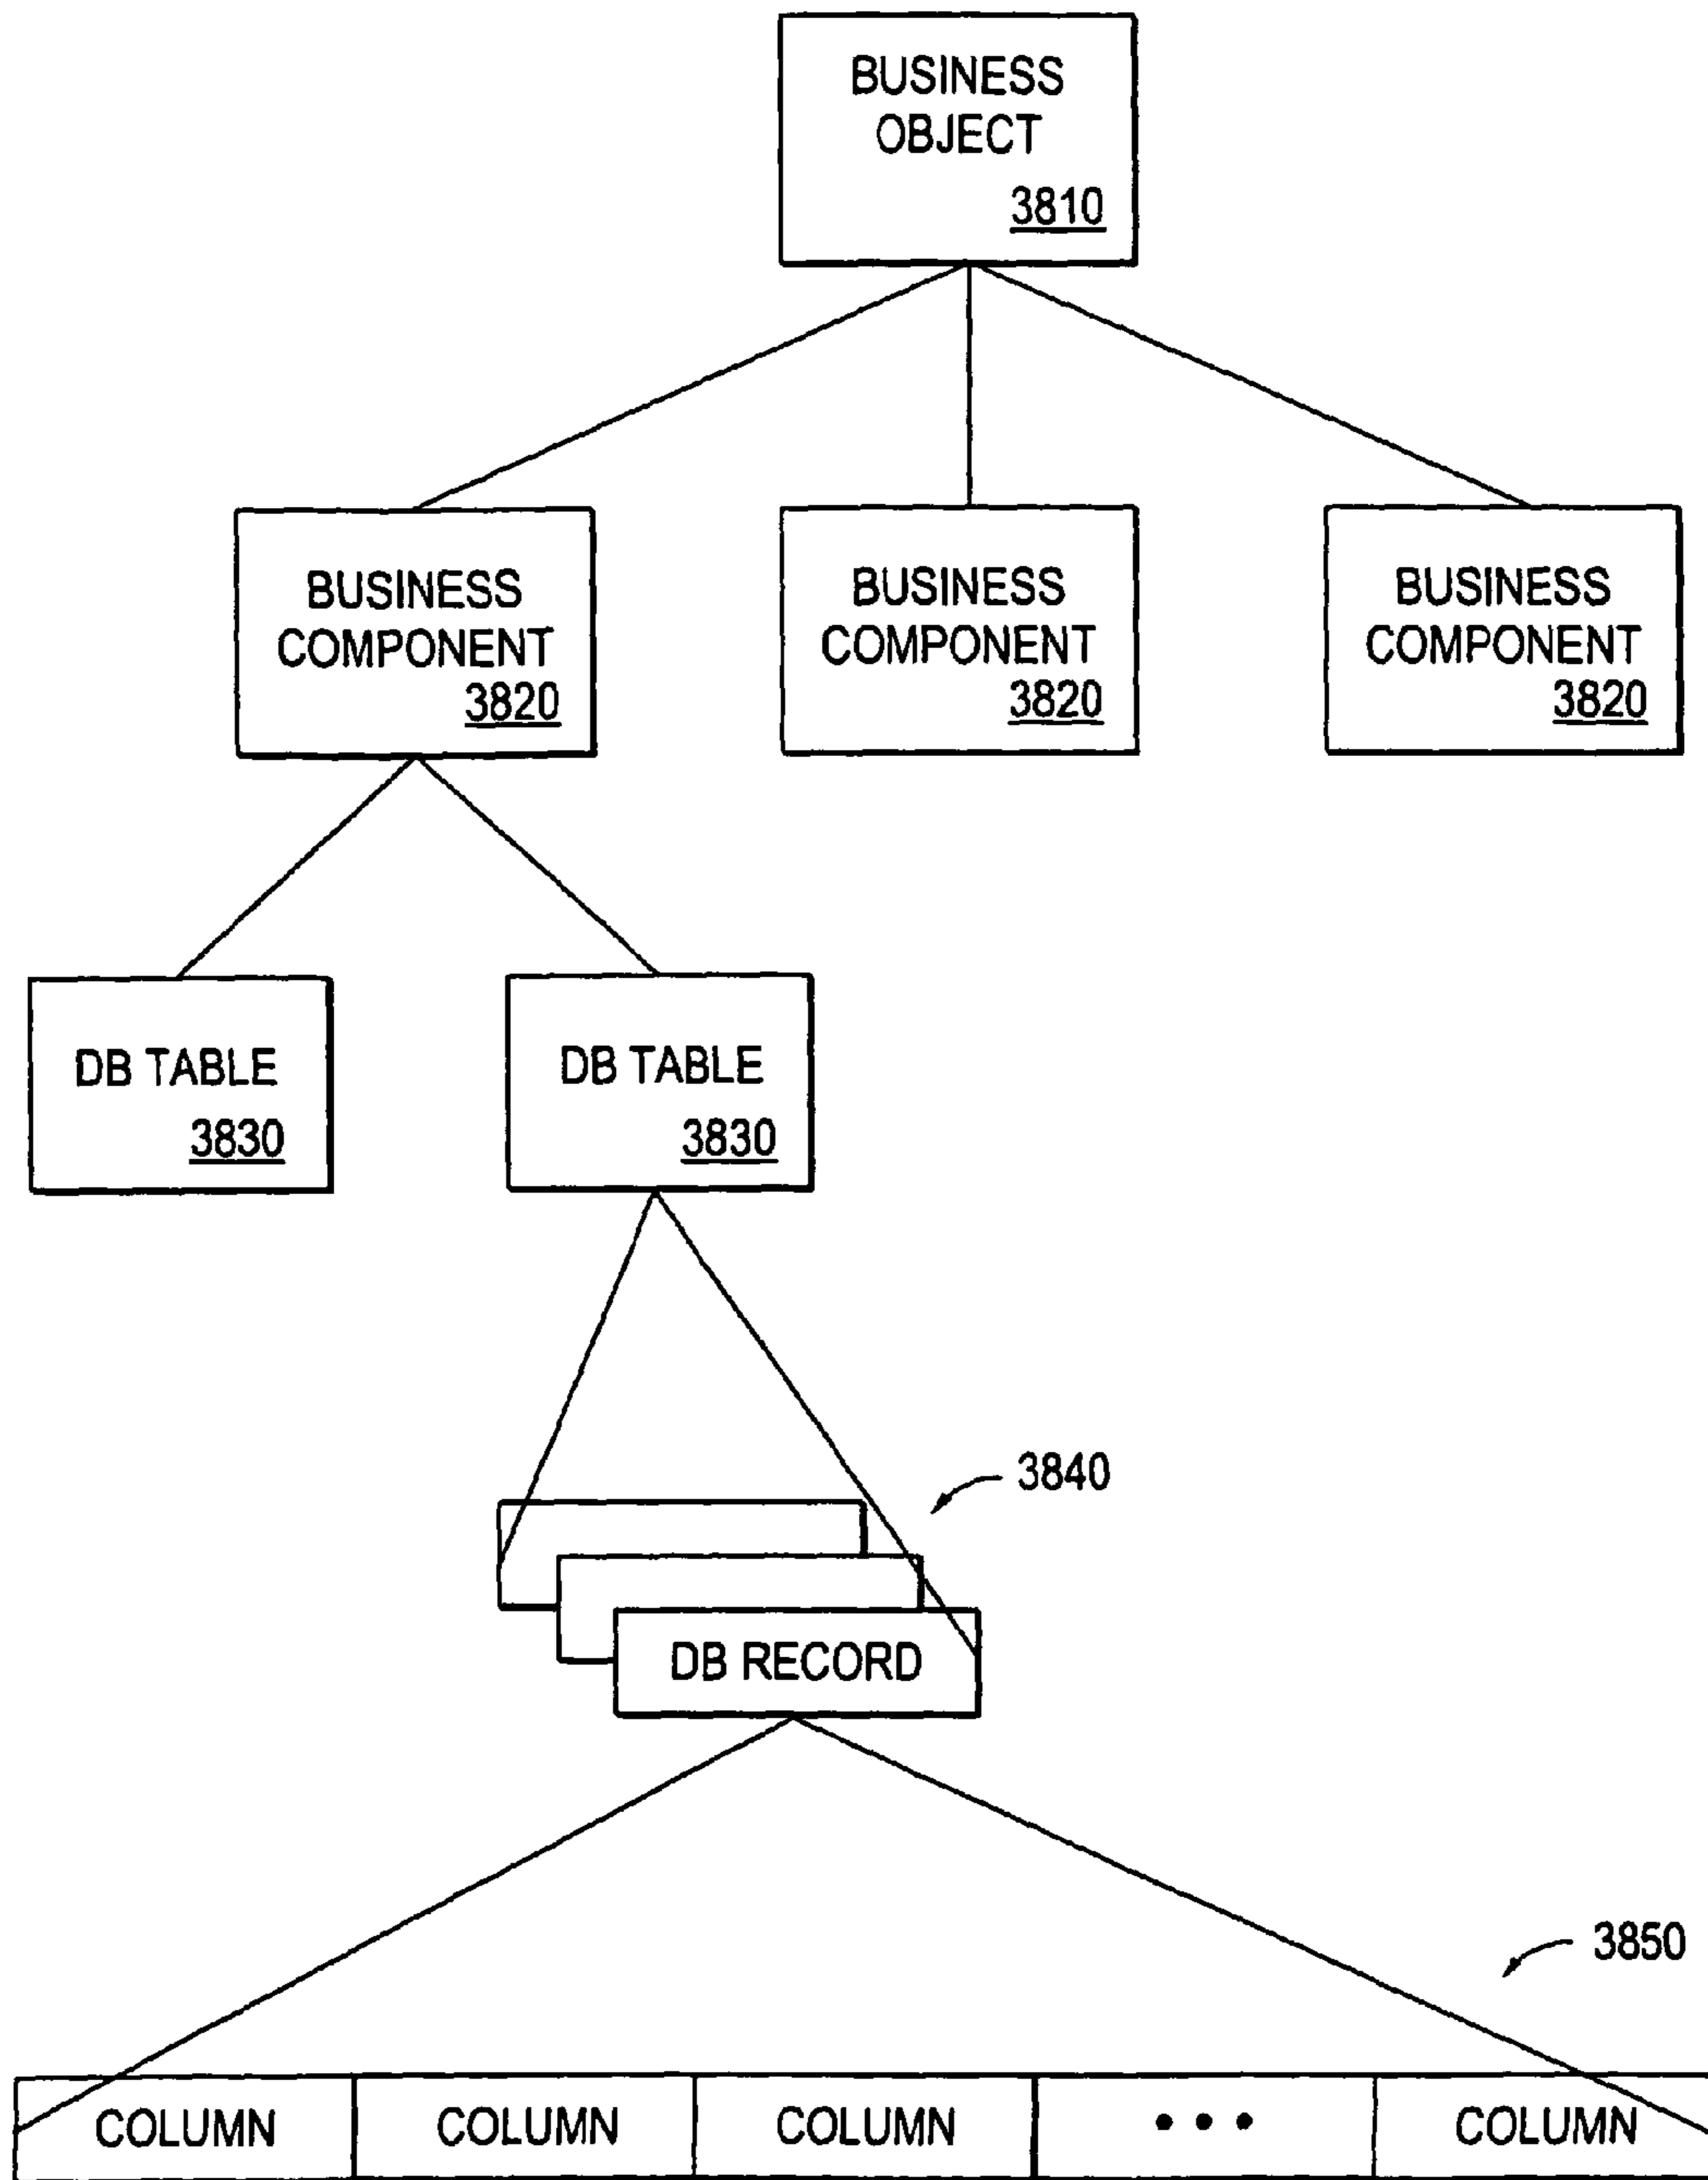 BUSINESS
OBJECT
3810
BUSINESS
COMPONENT
3820
BUSINESS
COMPONENT
3820
BUSINESS
COMPONENT
3820
DB TABLE
3830
DB TABLE
3830
3840
DB RECORD
3850
COLUMN
COLUMN
COLUMN
• • •
COLUMN